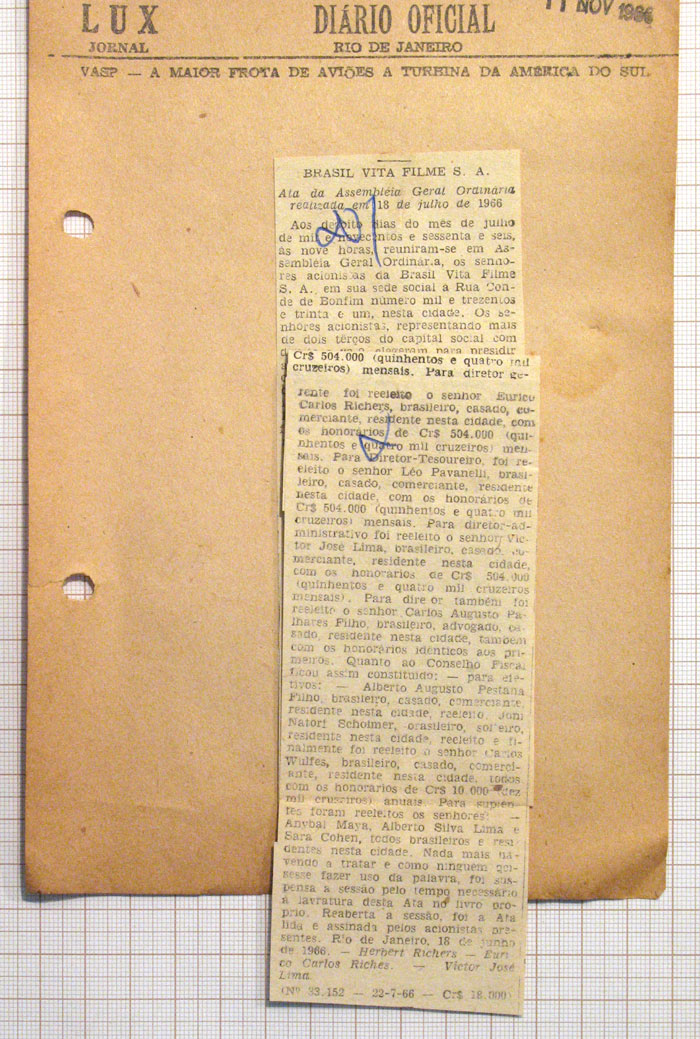 LUX
JORNAL
DIÁRIO OFICIAL
RIO DE JANEIRO
11 NOV 1966
VASP — A MAIOR FROTA DE AVIÕES A TURBINA DA AMÉRICA DO SUL
BRASIL VITA FILME S. A.
Ata da Assembléia Geral Ordinária
realizada em 18 de julho de 1966
Aos dezoito dias do mês de julho
de mil e novecentos e sessenta e seis,
às nove horas, reuniram-se em As-
sembléia Geral Ordinária, os senho-
res acionistas da Brasil Vita Filme
S. A., em sua sede social à Rua Con-
de de Bonfim número mil e trezentos
e trinta e um, nesta cidade. Os se-
nhores acionistas, representando mais
de dois têrços do capital social com
elegeram para presidir
Cr$ 504.000 (quinhentos e quatro mil
cruzeiros) mensais. Para diretor ge-
rente foi reeleito o senhor Eurico
Carlos Richers, brasileiro, casado, co-
merciante, residente nesta cidade, com
os honorários de Cr$ 504.000 (qui-
nhentos e quatro mil cruzeiros) men-
sais. Para Diretor-Tesoureiro, foi re-
eleito o senhor Léo Pavanelli, brasi-
leiro, casado, comerciante, residente
nesta cidade, com os honorários de
Cr$ 504.000 (quinhentos e quatro mil
cruzeiros) mensais. Para diretor-ad-
ministrativo foi reeleito o senhor Vic-
tor José Lima, brasileiro, casado, co-
merciante, residente nesta cidade,
com os honorários de Cr$ 504.000
(quinhentos e quatro mil cruzeiros
mensais). Para dire or também foi
reeleito o senhor Carlos Augusto Pa-
lhares Filho, brasileiro, advogado, ca-
sado, residente nesta cidade, também
com os honorários idênticos aos pri-
meiros. Quanto ao Conselho Fiscal
ficou assim constituído: — para efe-
tivos: — Alberto Augusto Pestana
Filho, brasileiro, casado, comerciante,
residente nesta cidade, reeleito, Joni
Natorf Schoimer, brasileiro, solteiro,
residente nesta cidade, reeleito e fi-
nalmente foi reeleito o senhor Carlos
Wulfes, brasileiro, casado, comerci-
ante, residente nesta cidade, todos
com os honorários de Cr$ 10.000 (dez
mil cruzeiros) anuais. Para suplen-
tes foram reeleitos os senhores: —
Anybal Maya, Alberto Silva Lima e
Sara Cohen, todos brasileiros e resi-
dentes nesta cidade. Nada mais ha-
vendo a tratar e como ninguém qui-
sesse fazer uso da palavra, foi sus-
pensa a sessão pelo tempo necessário
à lavratura desta Ata no livro pró-
prio. Reaberta a sessão, foi a Ata
lida e assinada pelos acionistas pre-
sentes. Rio de Janeiro, 18 de junho
de 1966. — Herbert Richers — Euri-
co Carlos Riches. — Victor José
Lima.
(Nº 33.152 — 22-7-66 — Cr$ 18.000)